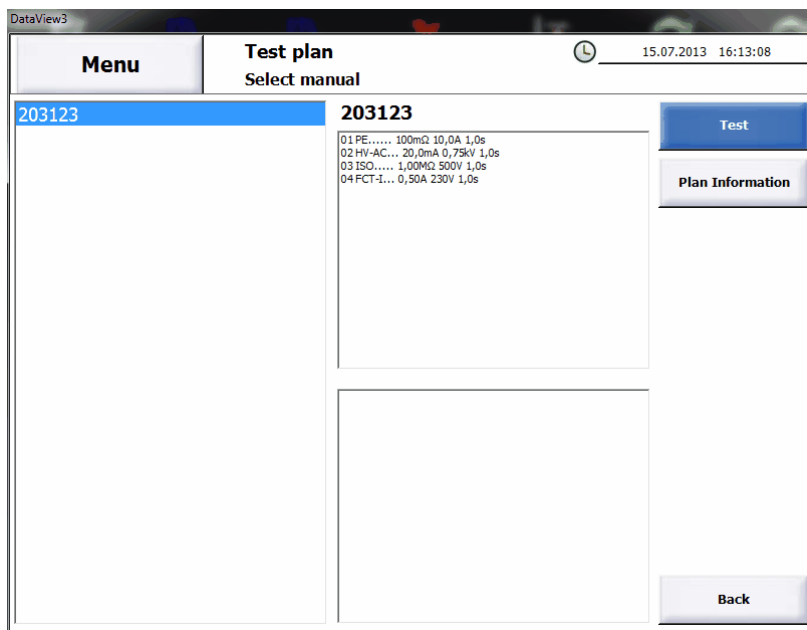 DataView3
Menu
Test plan
Select manual
15.07.2013 16:13:08
203123
203123
01 PE...... 100mΩ 10,0A 1,0s
02 HV-AC... 20,0mA 0,75kV 1,0s
03 ISO..... 1,00MΩ 500V 1,0s
04 FCT-I... 0,50A 230V 1,0s
Test
Plan Information
Back